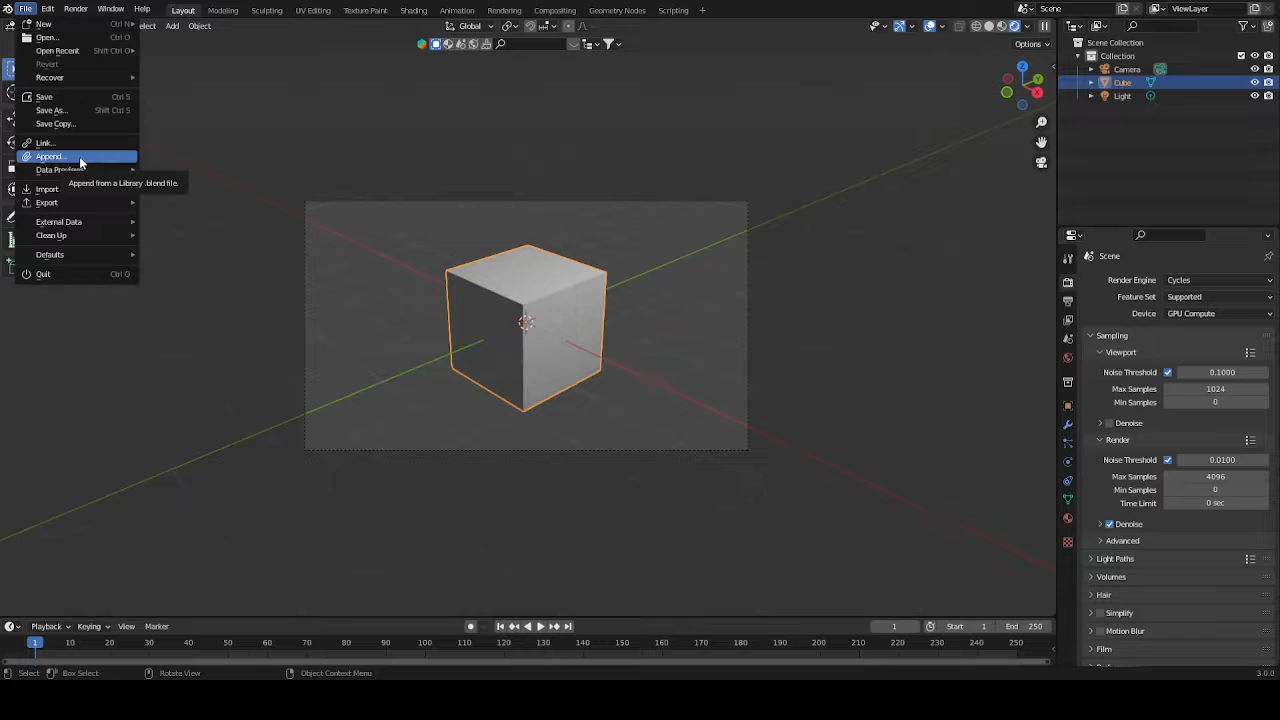 File Edit Render Window Help Layout Modeling Sculpting UV Editing Texture Paint Shading Animation Rendering Compositing Geometry Nodes Scripting + Scene ViewLayer
New Ctrl N
Open... Ctrl O
Open Recent Shift Ctrl O
Revert
Recover
Save Ctrl S
Save As... Shift Ctrl S
Save Copy...
Link...
Append...
Append from a Library .blend file.
Import
Export
External Data
Clean Up
Defaults
Quit Ctrl Q
Add Object Global
Options
Z
Y
X
Scene Collection
Collection
Camera
Cube
Light
Scene
Render Engine Cycles
Feature Set Supported
Device GPU Compute
Sampling
Viewport
Noise Threshold 0.1000
Max Samples 1024
Min Samples 0
Denoise
Render
Noise Threshold 0.0100
Max Samples 4096
Min Samples 0
Time Limit 0 sec
Denoise
Advanced
Light Paths
Volumes
Hair
Simplify
Motion Blur
Film
Playback Keying View Marker 1 Start 1 End 250
1 10 20 30 40 50 60 70 80 90 100 110 120 130 140 150 160 170 180 190 200 210 220 230 240 250
Select Box Select Rotate View Object Context Menu 3.0.0